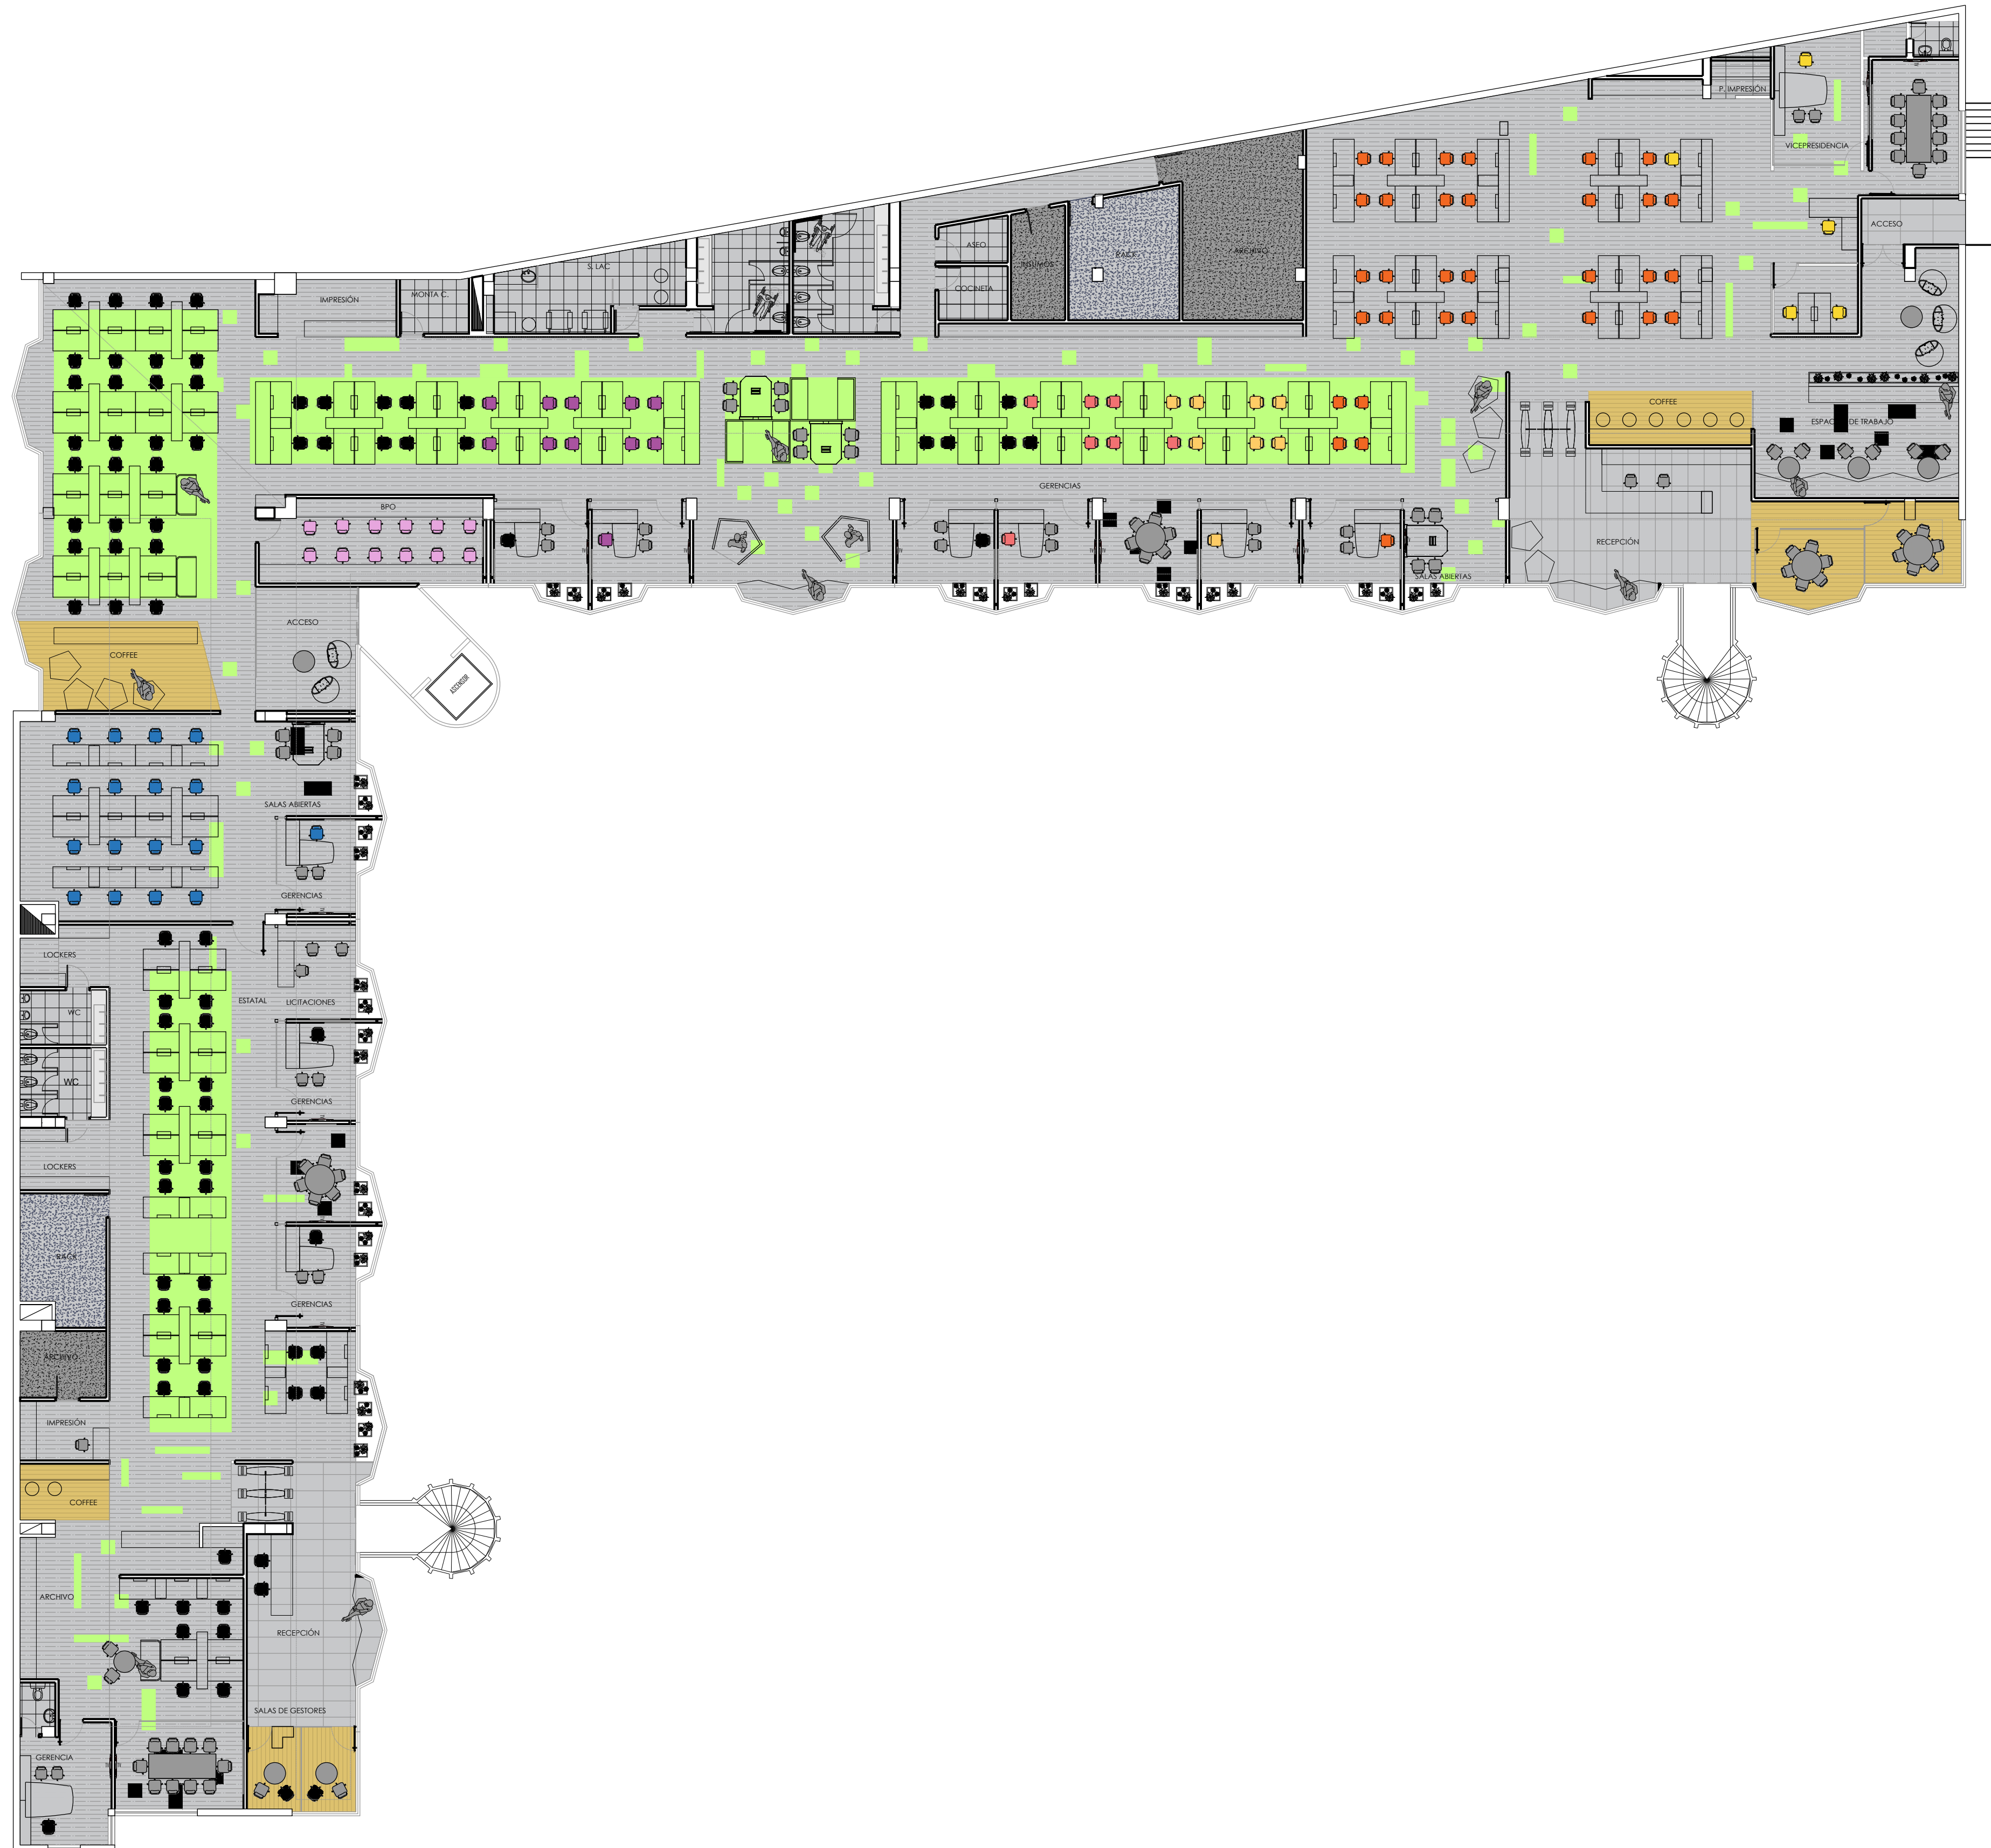 P. IMPRESIÓN
VICEPRESIDENCIA
ACCESO
ASEO
INSUMOS
RACK
ARCHIVO
COCINETA
S. LAC
MONTA C.
IMPRESIÓN
COFFEE
ESPACIO DE TRABAJO
GERENCIAS
BPO
RECEPCIÓN
SALAS ABIERTAS
ACCESO
COFFEE
ASCENSOR
SALAS ABIERTAS
GERENCIAS
LOCKERS
ESTATAL
LICITACIONES
WC
WC
GERENCIAS
LOCKERS
RACK
GERENCIAS
ARCHIVO
IMPRESIÓN
COFFEE
ARCHIVO
RECEPCIÓN
SALAS DE GESTORES
GERENCIA